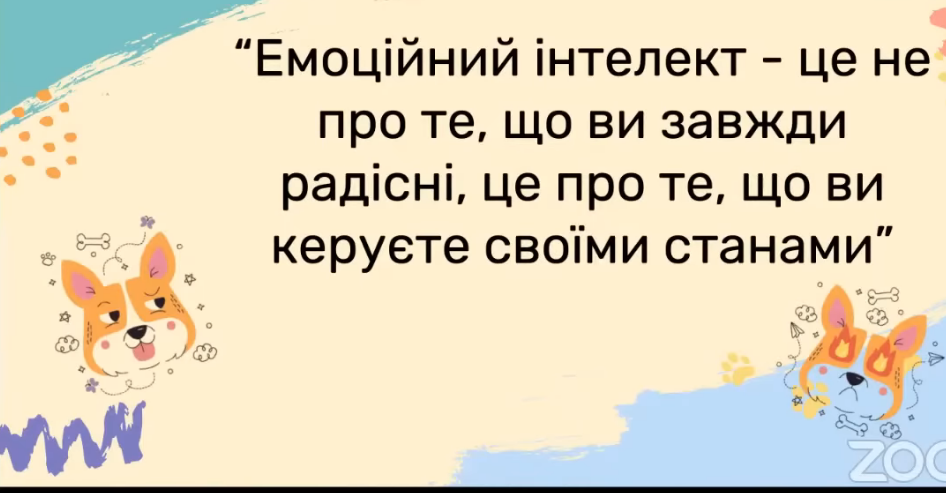 “Емоційний інтелект - це не
про те, що ви завжди
радісні, це про те, що ви
керуєте своїми станами”